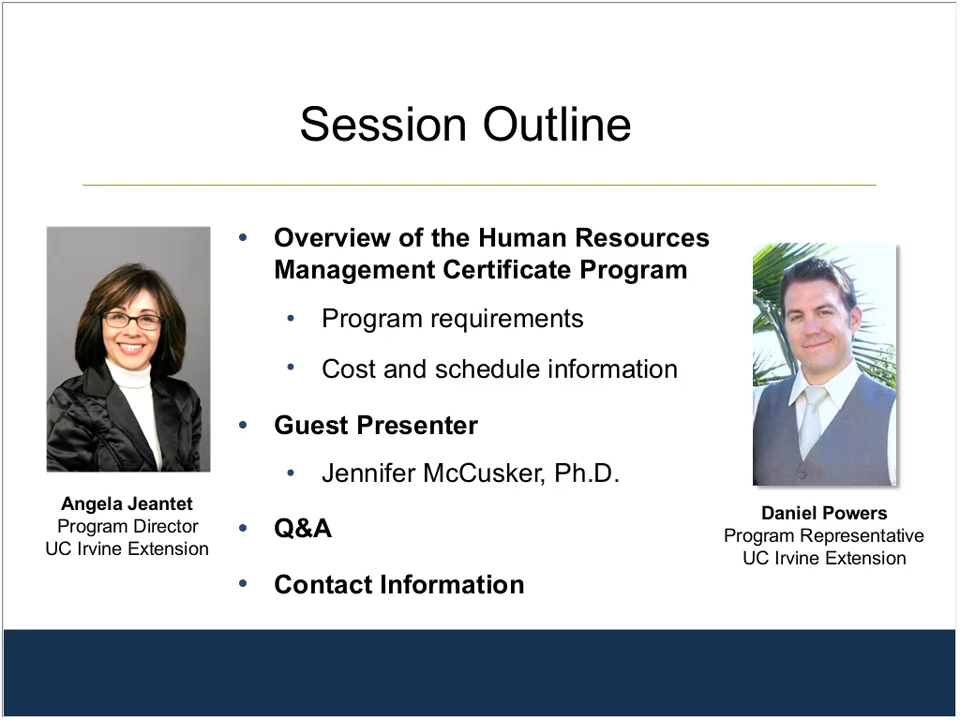 Session Outline
• Overview of the Human Resources
Management Certificate Program
• Program requirements
• Cost and schedule information
• Guest Presenter
• Jennifer McCusker, Ph.D.
• Q&A
• Contact Information
Angela Jeantet
Program Director
UC Irvine Extension
Daniel Powers
Program Representative
UC Irvine Extension